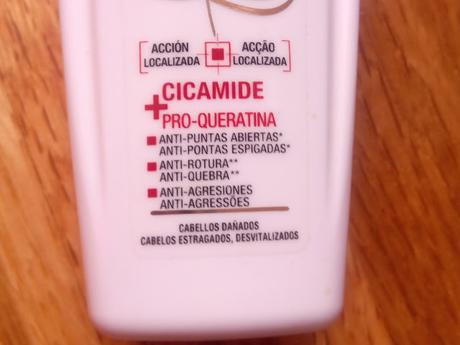 ACCIÓN
LOCALIZADA
ACÇÃO
LOCALIZADA
CICAMIDE
+
PRO-QUERATINA
ANTI-PUNTAS ABIERTAS*
ANTI-PONTAS ESPIGADAS*
ANTI-ROTURA**
ANTI-QUEBRA**
ANTI-AGRESIONES
ANTI-AGRESSÕES
CABELLOS DAÑADOS
CABELOS ESTRAGADOS, DESVITALIZADOS